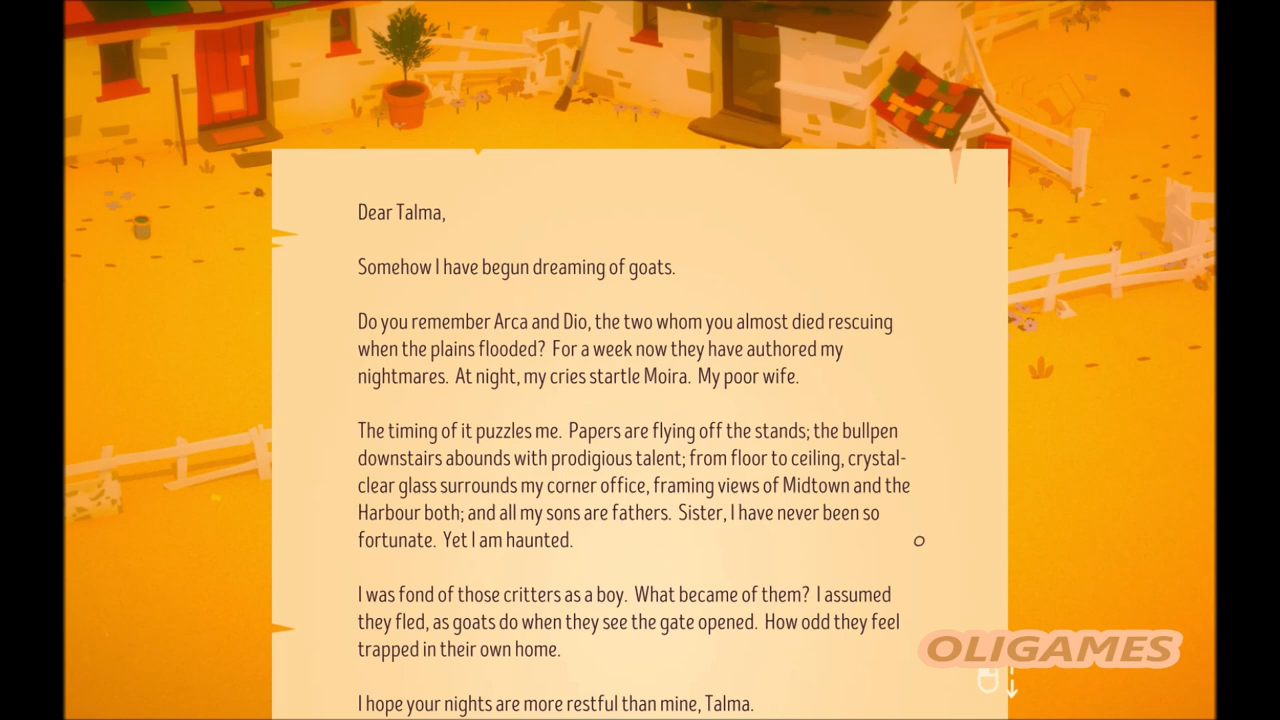 Dear Talma,
Somehow I have begun dreaming of goats.
Do you remember Arca and Dio, the two whom you almost died rescuing
when the plains flooded?  For a week now they have authored my
nightmares.  At night, my cries startle Moira.  My poor wife.
The timing of it puzzles me.  Papers are flying off the stands; the bullpen
downstairs abounds with prodigious talent; from floor to ceiling, crystal-
clear glass surrounds my corner office, framing views of Midtown and the
Harbour both; and all my sons are fathers.  Sister, I have never been so
fortunate.  Yet I am haunted.
I was fond of those critters as a boy.  What became of them?  I assumed
they fled, as goats do when they see the gate opened.  How odd they feel
trapped in their own home.
OLIGAMES
I hope your nights are more restful than mine, Talma.